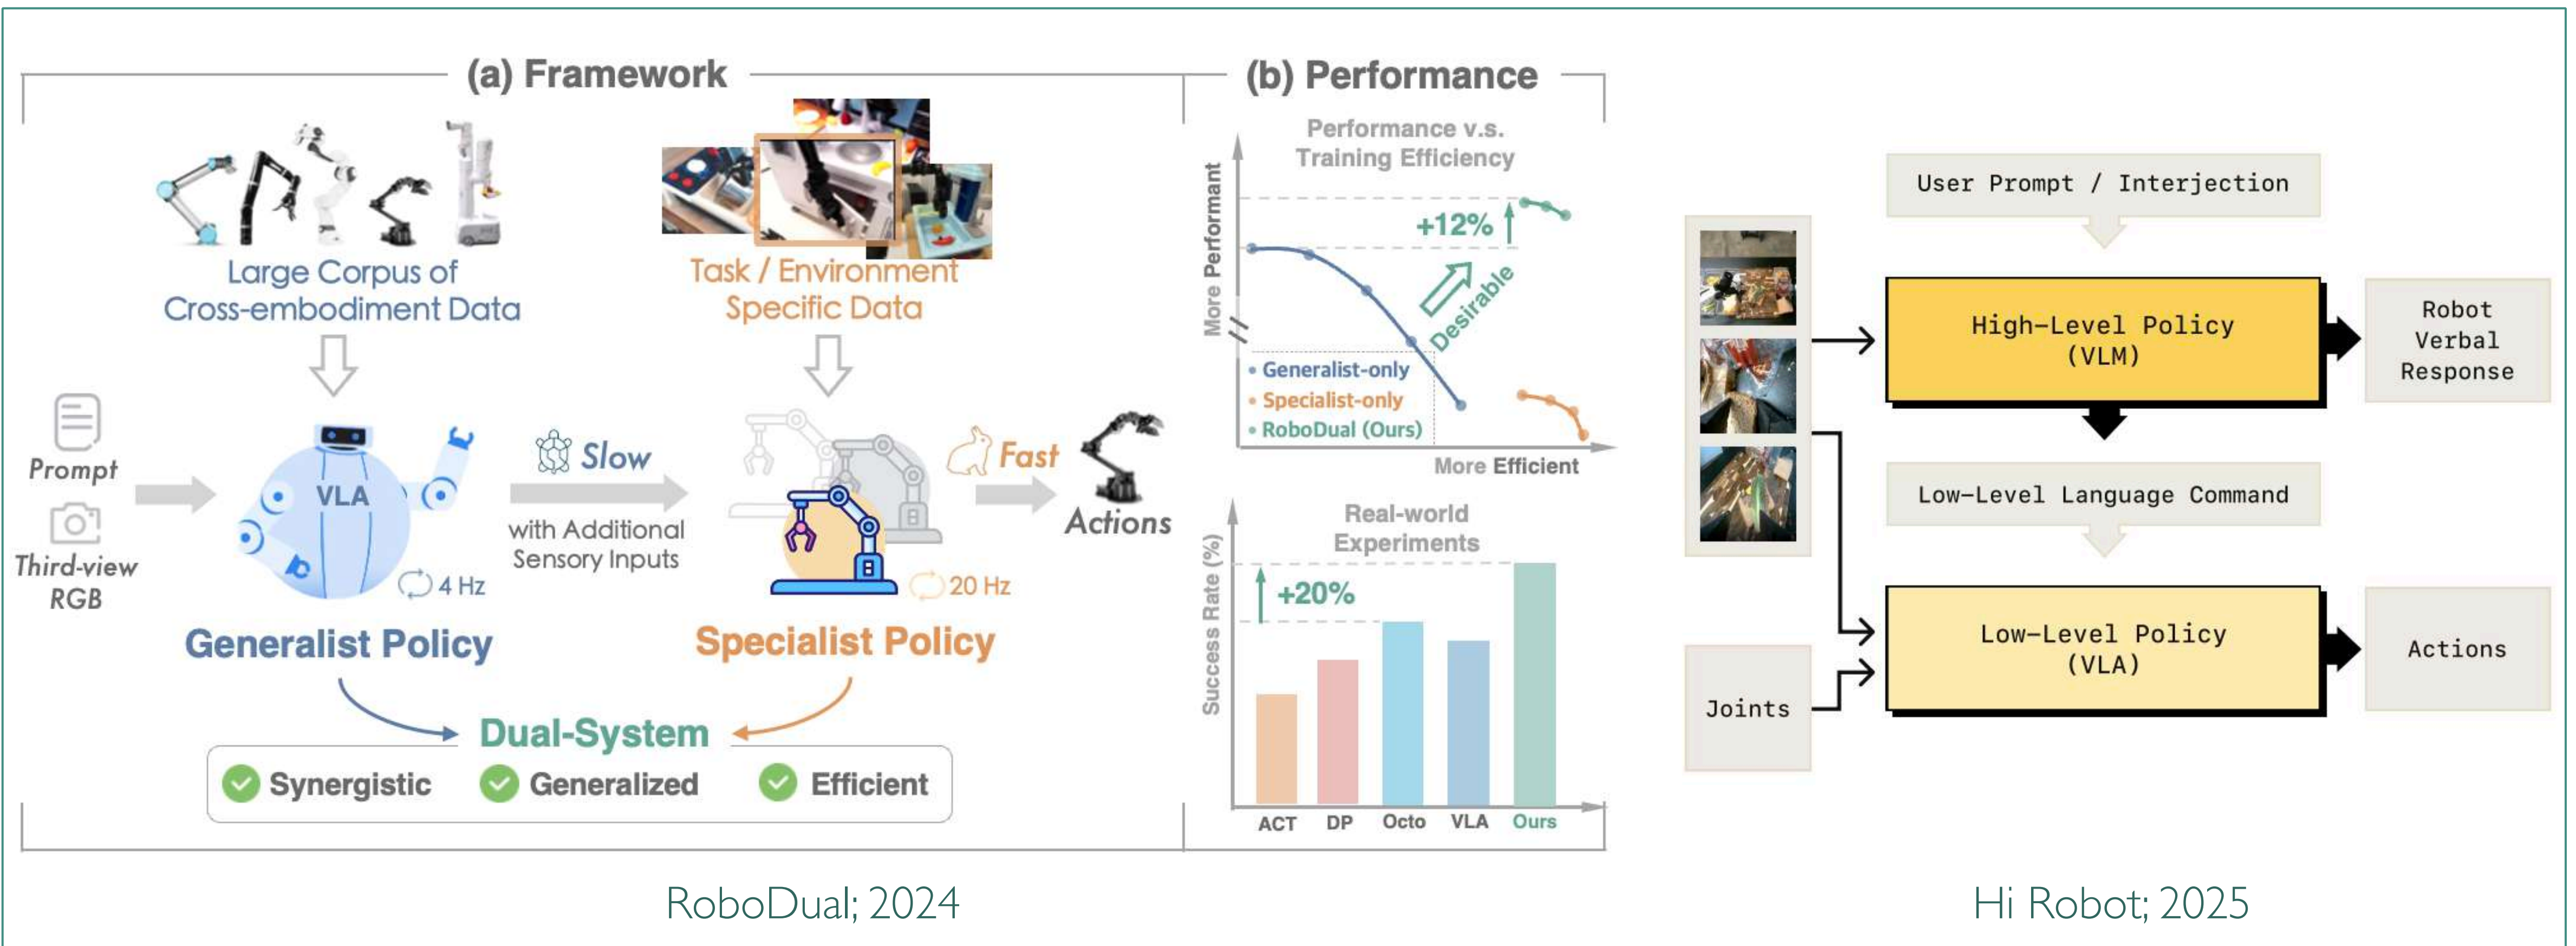 (a) Framework
Large Corpus of
Cross-embodiment Data
Task / Environment
Specific Data
Prompt
Third-view
RGB
VLA
4 Hz
Slow
with Additional
Sensory Inputs
20 Hz
Fast
Actions
Generalist Policy
Specialist Policy
Dual-System
Synergistic
Generalized
Efficient
(b) Performance
Performance v.s.
Training Efficiency
More Performant
+12%
Desirable
Generalist-only
Specialist-only
RoboDual (Ours)
More Efficient
Real-world
Experiments
Success Rate (%)
+20%
ACT
DP
Octo
VLA
Ours
RoboDual; 2024
User Prompt / Interjection
High-Level Policy
(VLM)
Robot
Verbal
Response
Low-Level Language Command
Low-Level Policy
(VLA)
Joints
Actions
Hi Robot; 2025